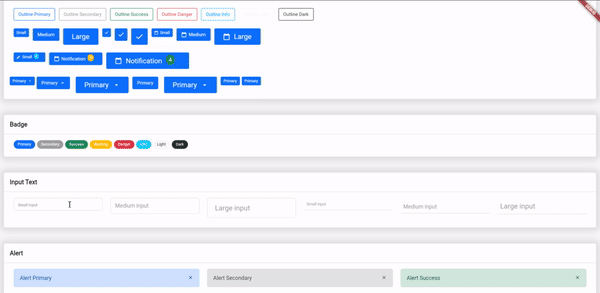 Outline Primary Outline Secondary Outline Success Outline Danger Outline Info Outline Dark
Small Medium Large Small Medium Large
Small Notification Notification 4
Primary Primary Primary Primary Primary Primary Primary
Badge
Primary Secondary Success Warning Danger Info Light Dark
Input Text
Small input Medium input Large input Small input Medium input Large input
Alert
Alert Primary Alert Secondary Alert Success